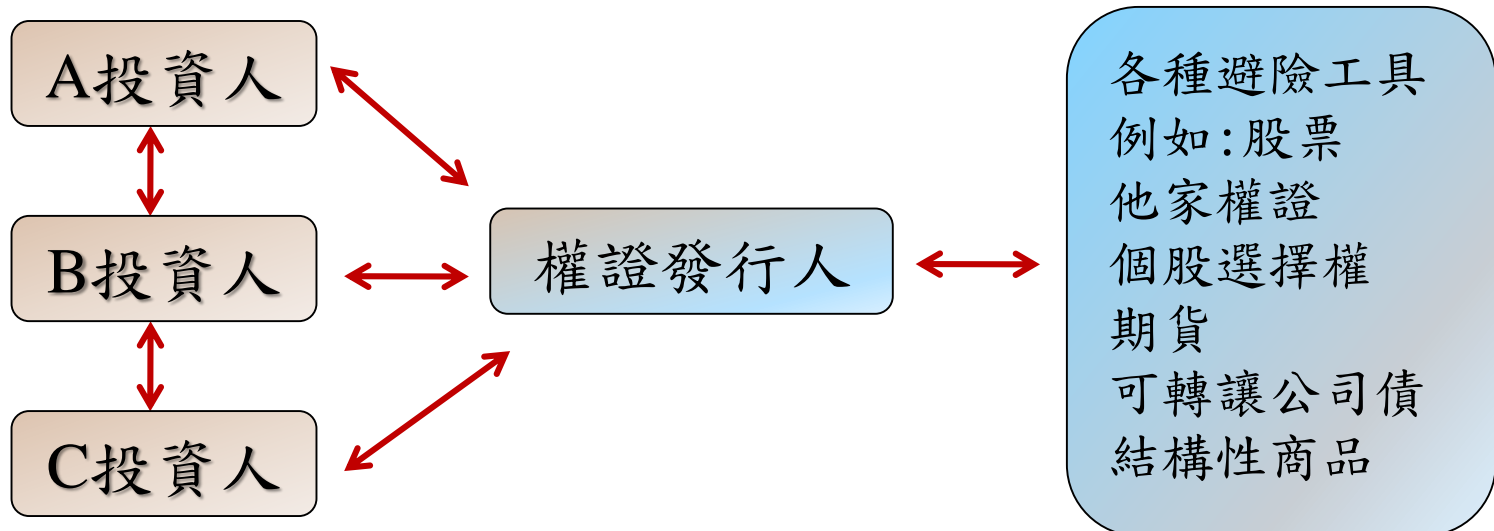 A投資人
B投資人
C投資人
權證發行人
各種避險工具
例如:股票
他家權證
個股選擇權
期貨
可轉讓公司債
結構性商品